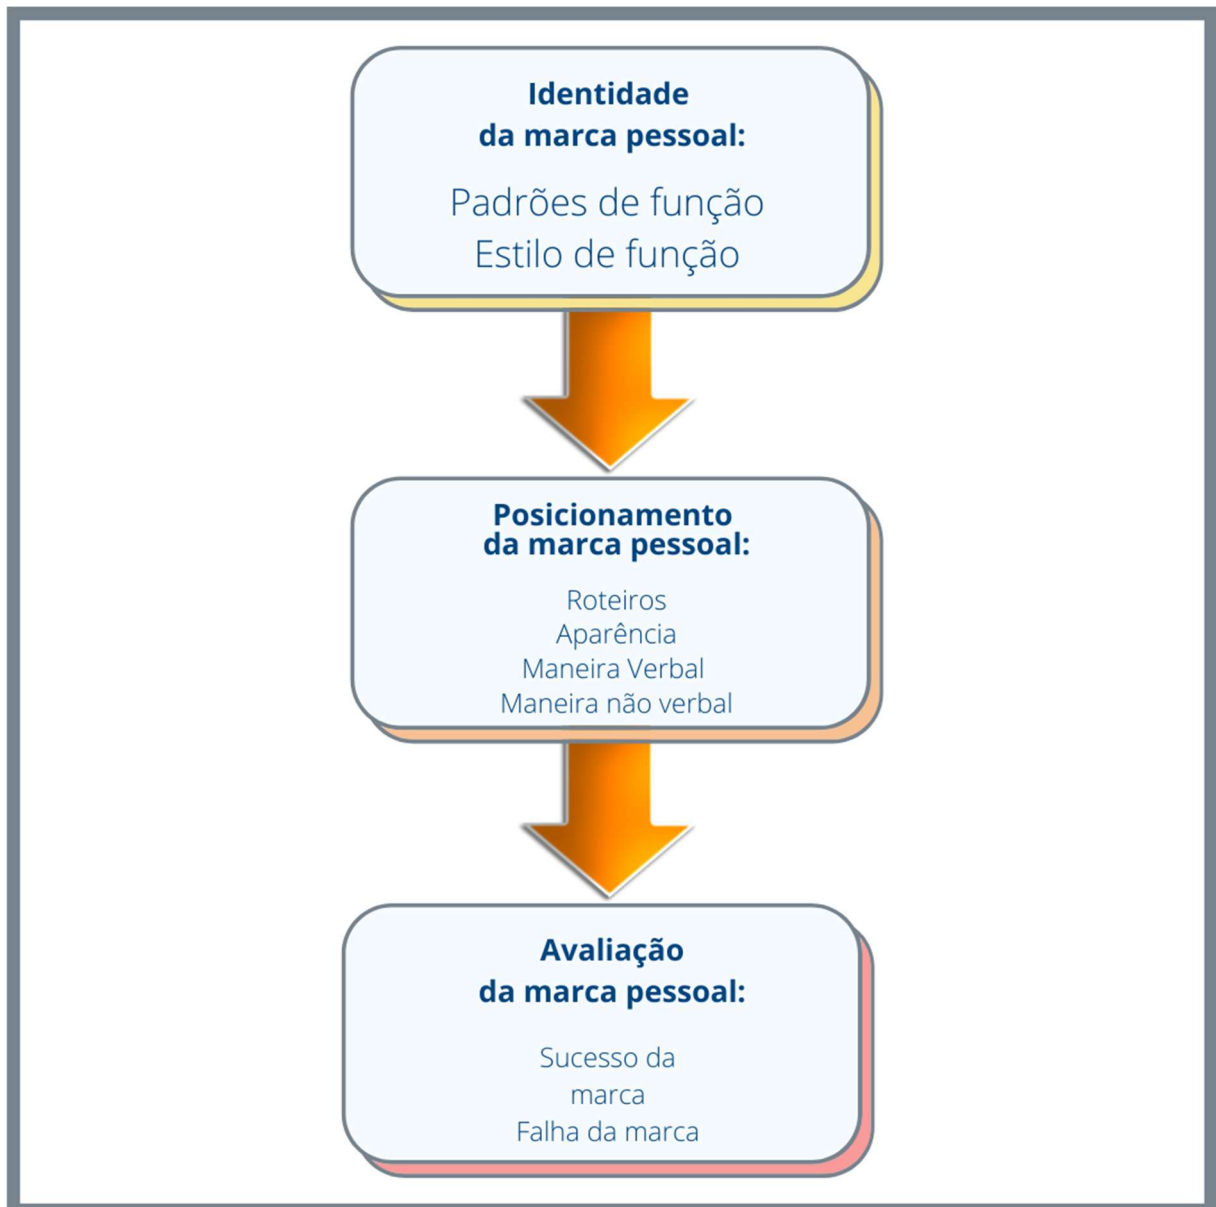 Identidade
da marca pessoal:
Padrões de função
Estilo de função
Posicionamento
da marca pessoal:
Roteiros
Aparência
Maneira Verbal
Maneira não verbal
Avaliação
da marca pessoal:
Sucesso da
marca
Falha da marca